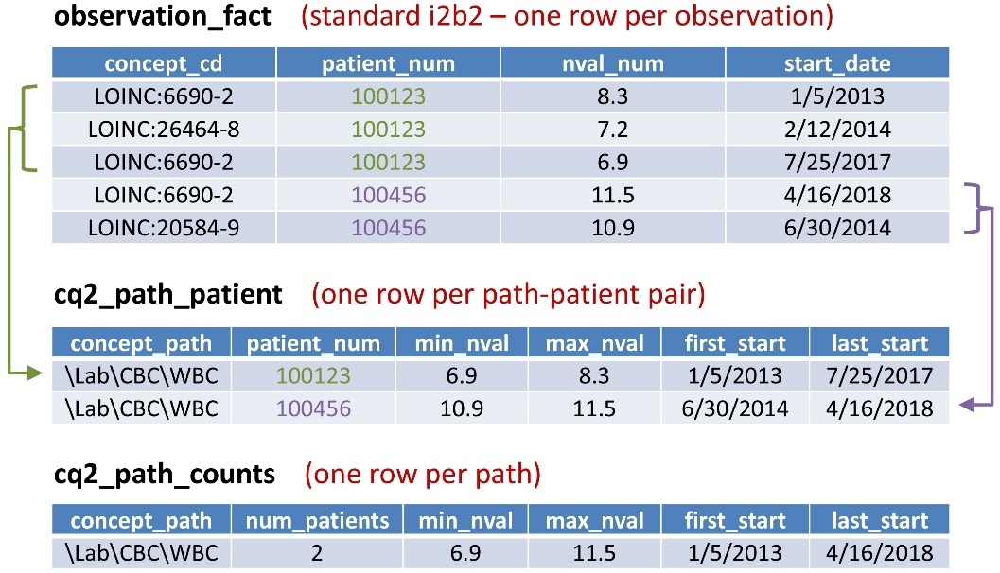 observation_fact (standard i2b2 – one row per observation)
concept_cd patient_num nval_num start_date
LOINC:6690-2 100123 8.3 1/5/2013
LOINC:26464-8 100123 7.2 2/12/2014
LOINC:6690-2 100123 6.9 7/25/2017
LOINC:6690-2 100456 11.5 4/16/2018
LOINC:20584-9 100456 10.9 6/30/2014
cq2_path_patient (one row per path-patient pair)
concept_path patient_num min_nval max_nval first_start last_start
\Lab\CBC\WBC 100123 6.9 8.3 1/5/2013 7/25/2017
\Lab\CBC\WBC 100456 10.9 11.5 6/30/2014 4/16/2018
cq2_path_counts (one row per path)
concept_path num_patients min_nval max_nval first_start last_start
\Lab\CBC\WBC 2 6.9 11.5 1/5/2013 4/16/2018